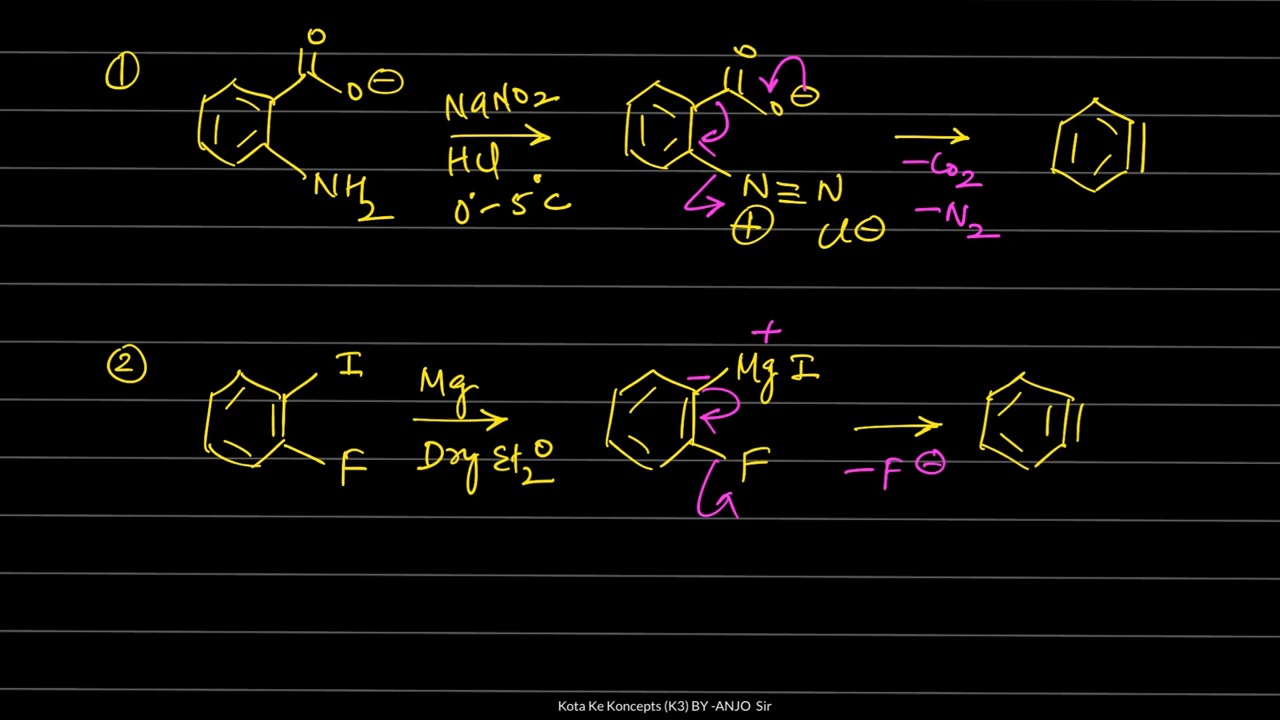 ① O O
O ⊖ NaNO2 O ⊖
HCl
NH2 0° - 5°C N ≡ N
⊕ Cl ⊖
-CO2
-N2
② I Mg + Mg I
-
F Dry Et2O F -F ⊖
Kota Ke Koncepts (K3) BY -ANJO Sir